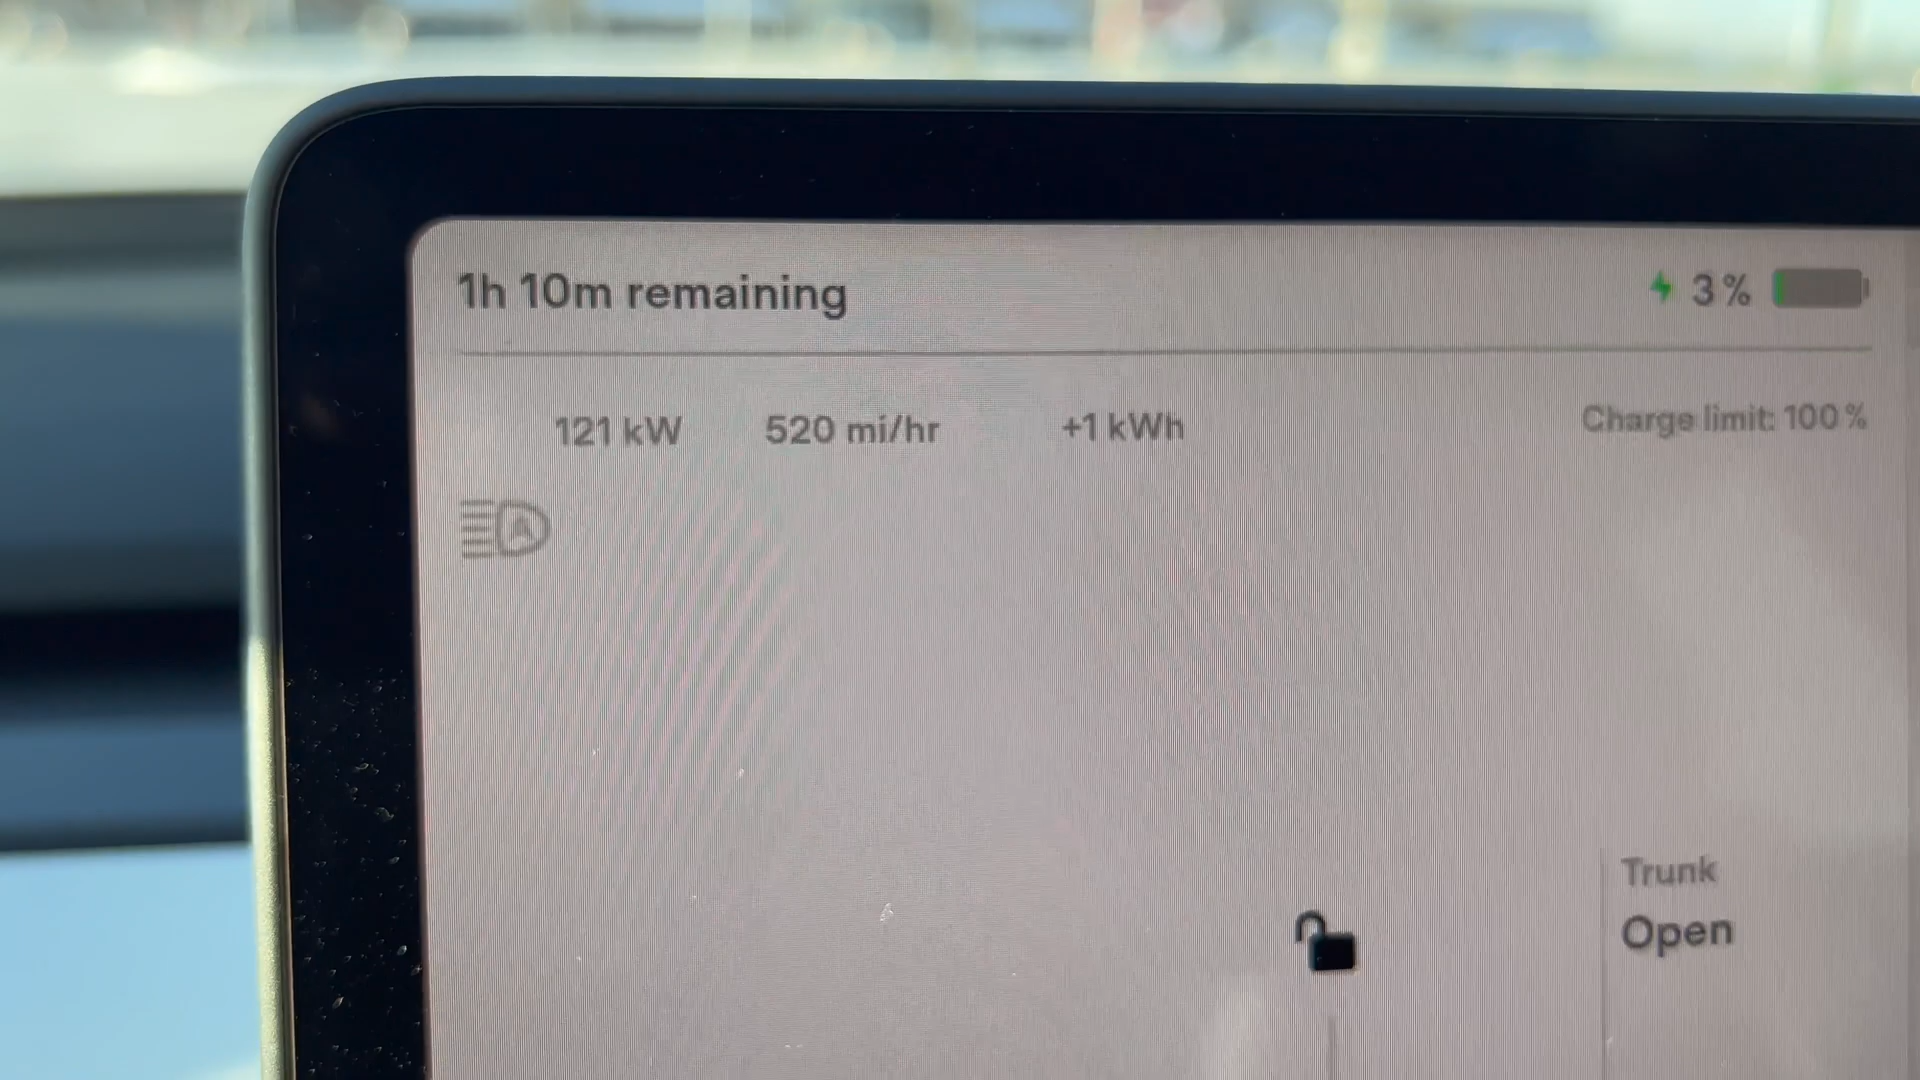 1h 10m remaining
3%
121 kW 520 mi/hr +1 kWh
Charge limit: 100%
A
Trunk
Open